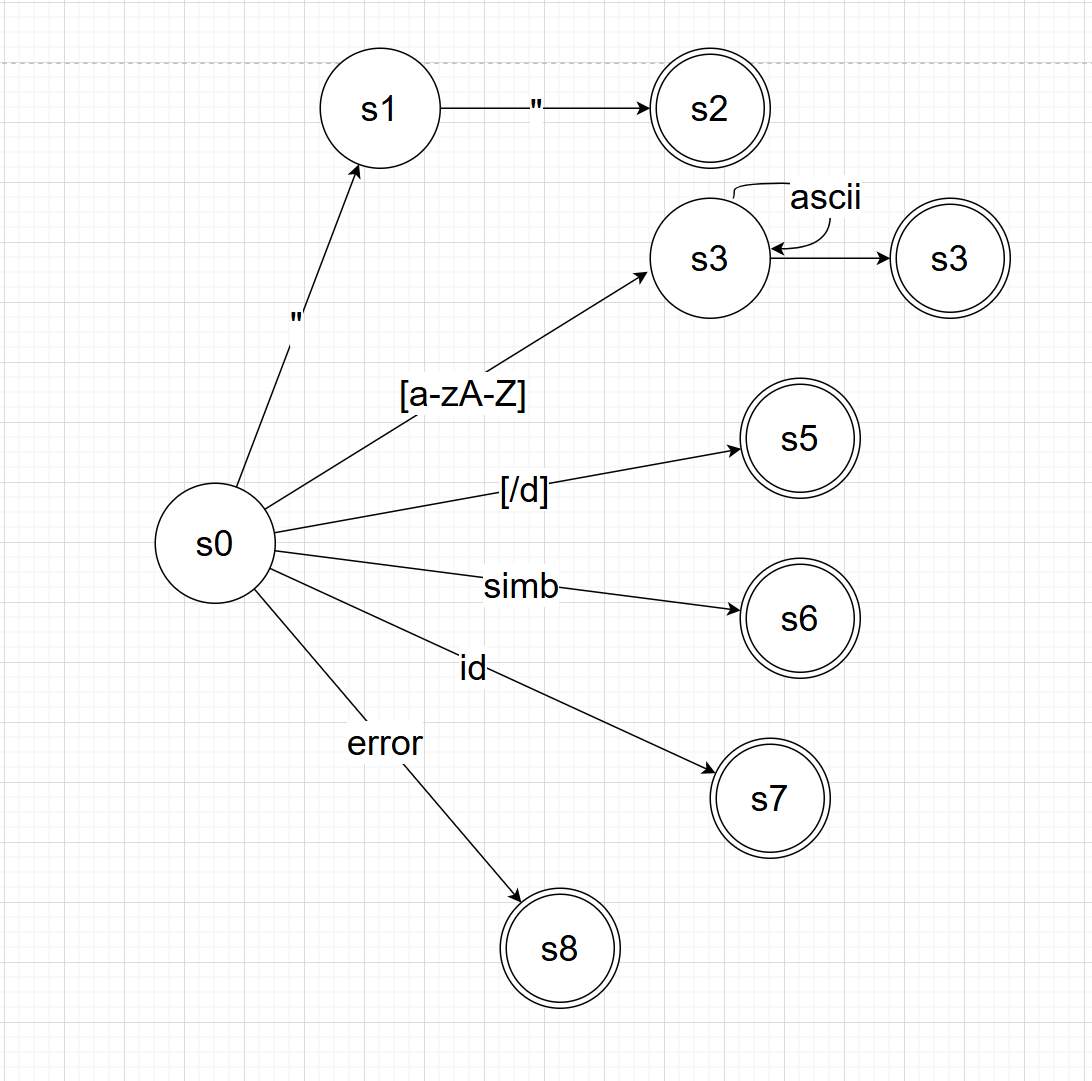 s1
"
s2
ascii
s3
s3
"
[a-zA-Z]
s5
[/d]
s0
simb
s6
id
error
s7
s8